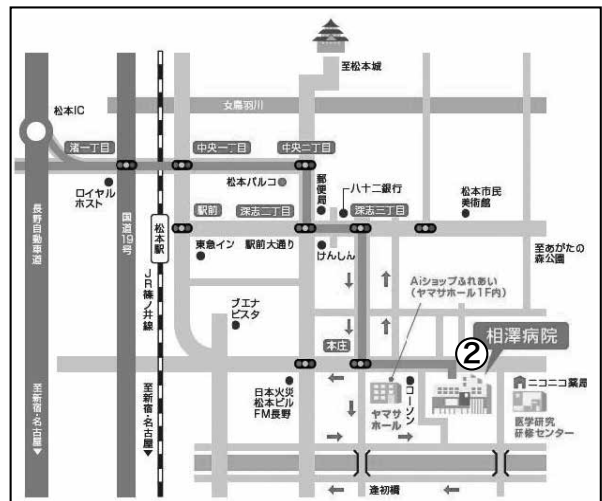 至松本城
女鳥羽川
松本IC
渚一丁目
中央一丁目
中央二丁目
ロイヤル
ホスト
松本パルコ
郵便局
八十二銀行
松本市民
美術館
長野自動車道
国道19号
松本駅
駅前
深志二丁目
深志三丁目
東急イン
駅前大通り
けんしん
至あがたの
森公園
JR篠ノ井線
Aiショップふれあい
(ヤマサホール1F内)
ブエナ
ビスタ
本庄
②
相澤病院
至新宿・名古屋▼
至新宿・名古屋▼
日本火災
松本ビル
FM長野
ヤマサ
ホール
ローソン
ニコニコ薬局
医学研究
研修センター
逢初橋